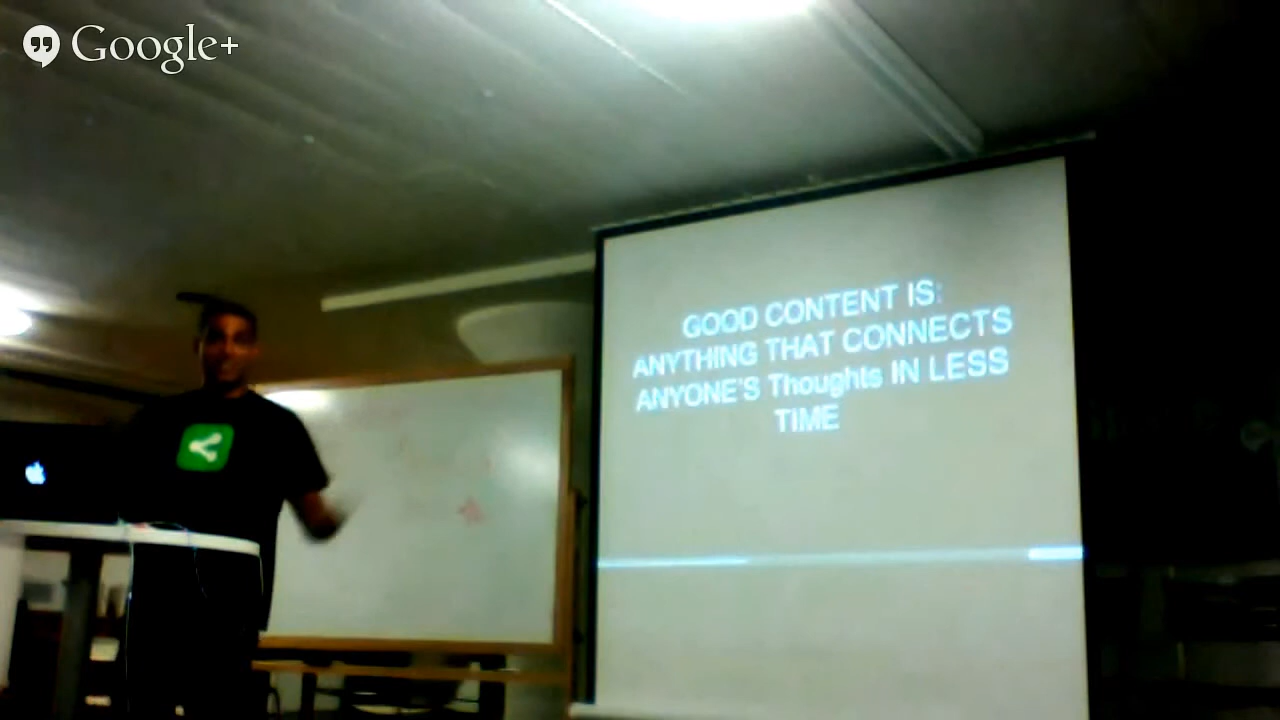 Google+
GOOD CONTENT IS:
ANYTHING THAT CONNECTS
ANYONE'S Thoughts IN LESS
TIME